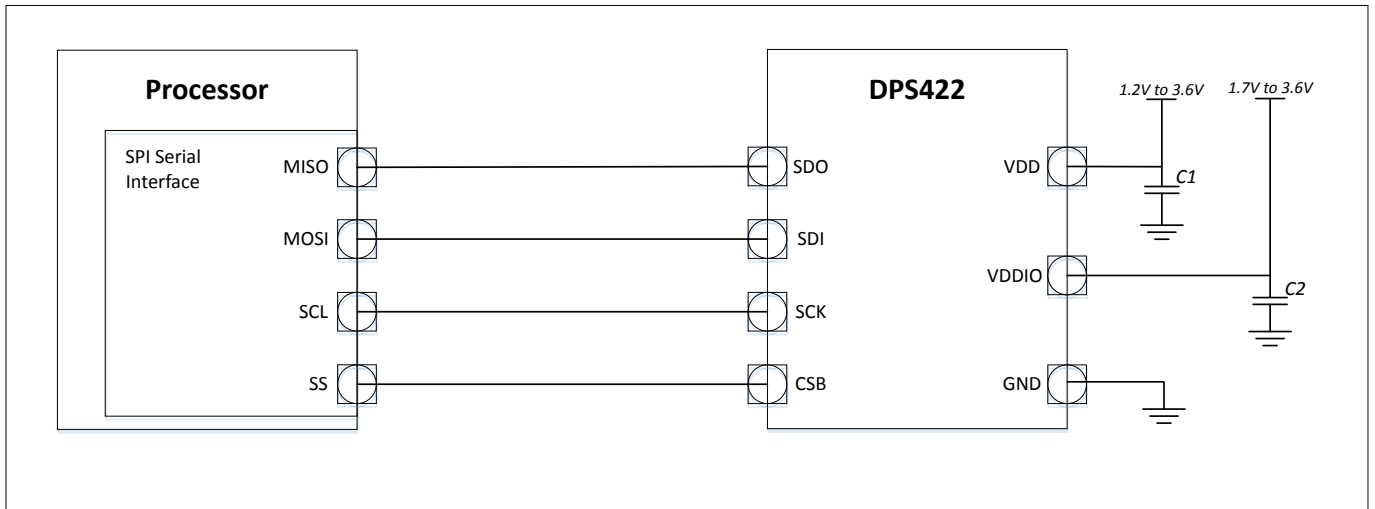 Processor
DPS422
1.2V to 3.6V
1.7V to 3.6V
SPI Serial
Interface
MISO
SDO
VDD
C1
MOSI
SDI
VDDIO
C2
SCL
SCK
SS
CSB
GND